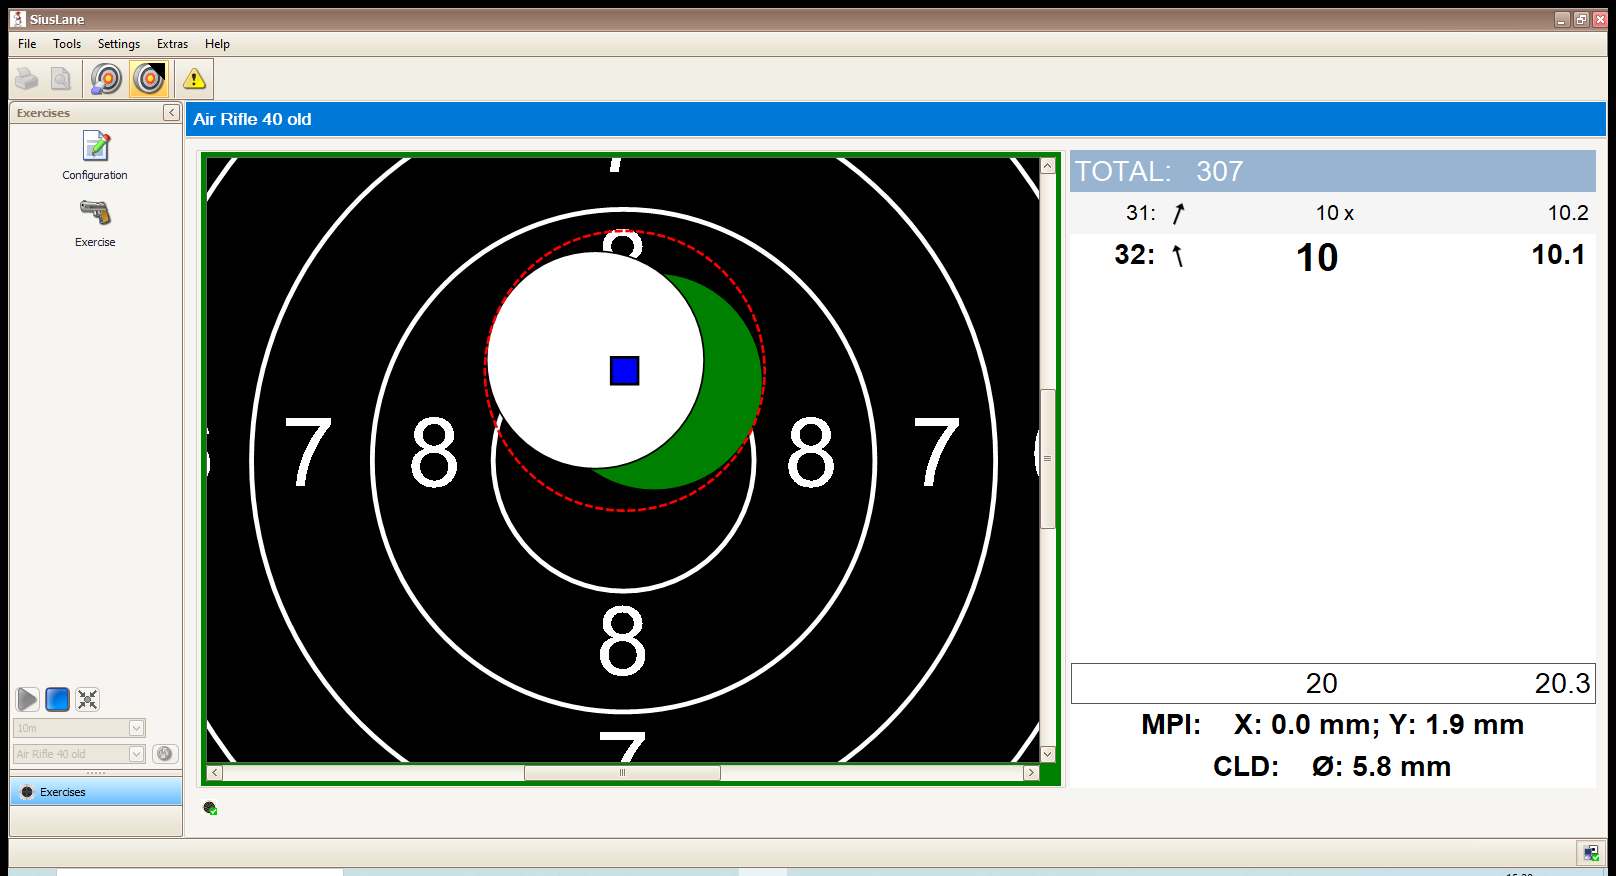 SiusLane
File Tools Settings Extras Help
Exercises
Configuration
Exercise
10m
Air Rifle 40 old
Exercises
Air Rifle 40 old
7 8 8 7
8
7
TOTAL: 307
31: 10 x 10.2
32: 10 10.1
20 20.3
MPI: X: 0.0 mm; Y: 1.9 mm
CLD: Ø: 5.8 mm